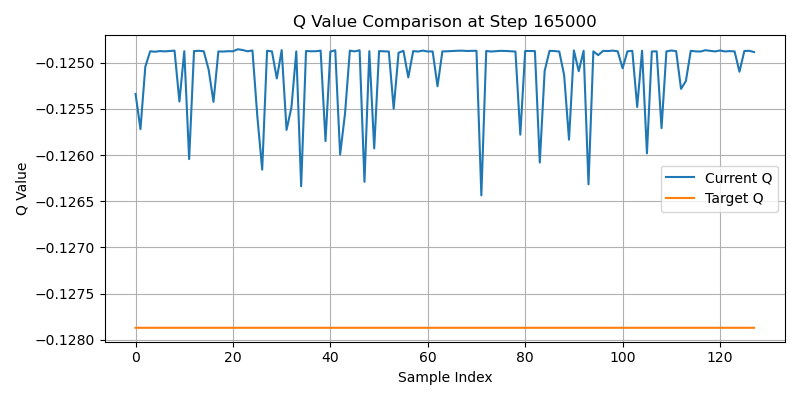 Q Value Comparison at Step 165000
Q Value
−0.1250
−0.1255
−0.1260
−0.1265
−0.1270
−0.1275
−0.1280
Current Q
Target Q
0 20 40 60 80 100 120
Sample Index